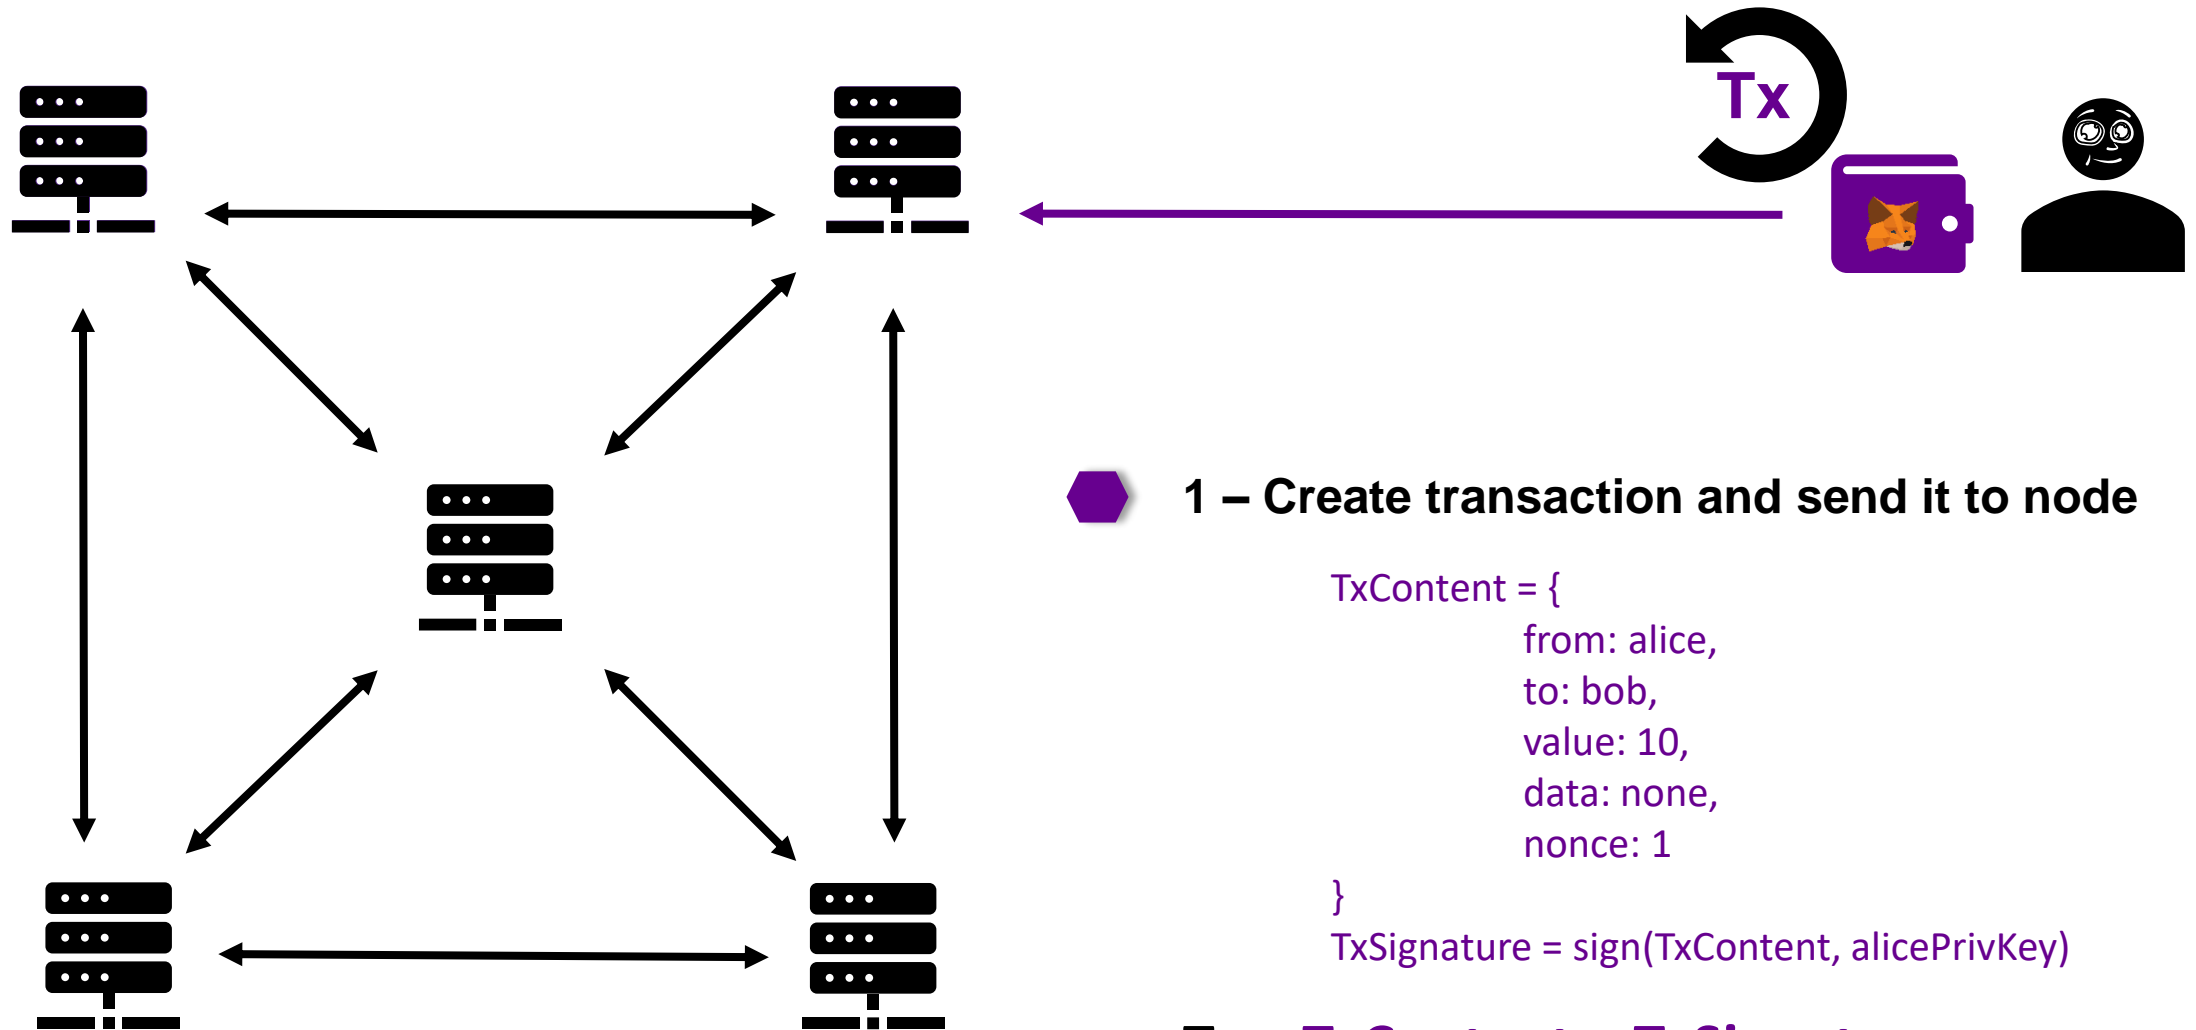 Tx
1 – Create transaction and send it to node
TxContent = {
from: alice,
to: bob,
value: 10,
data: none,
nonce: 1
}
TxSignature = sign(TxContent, alicePrivKey)